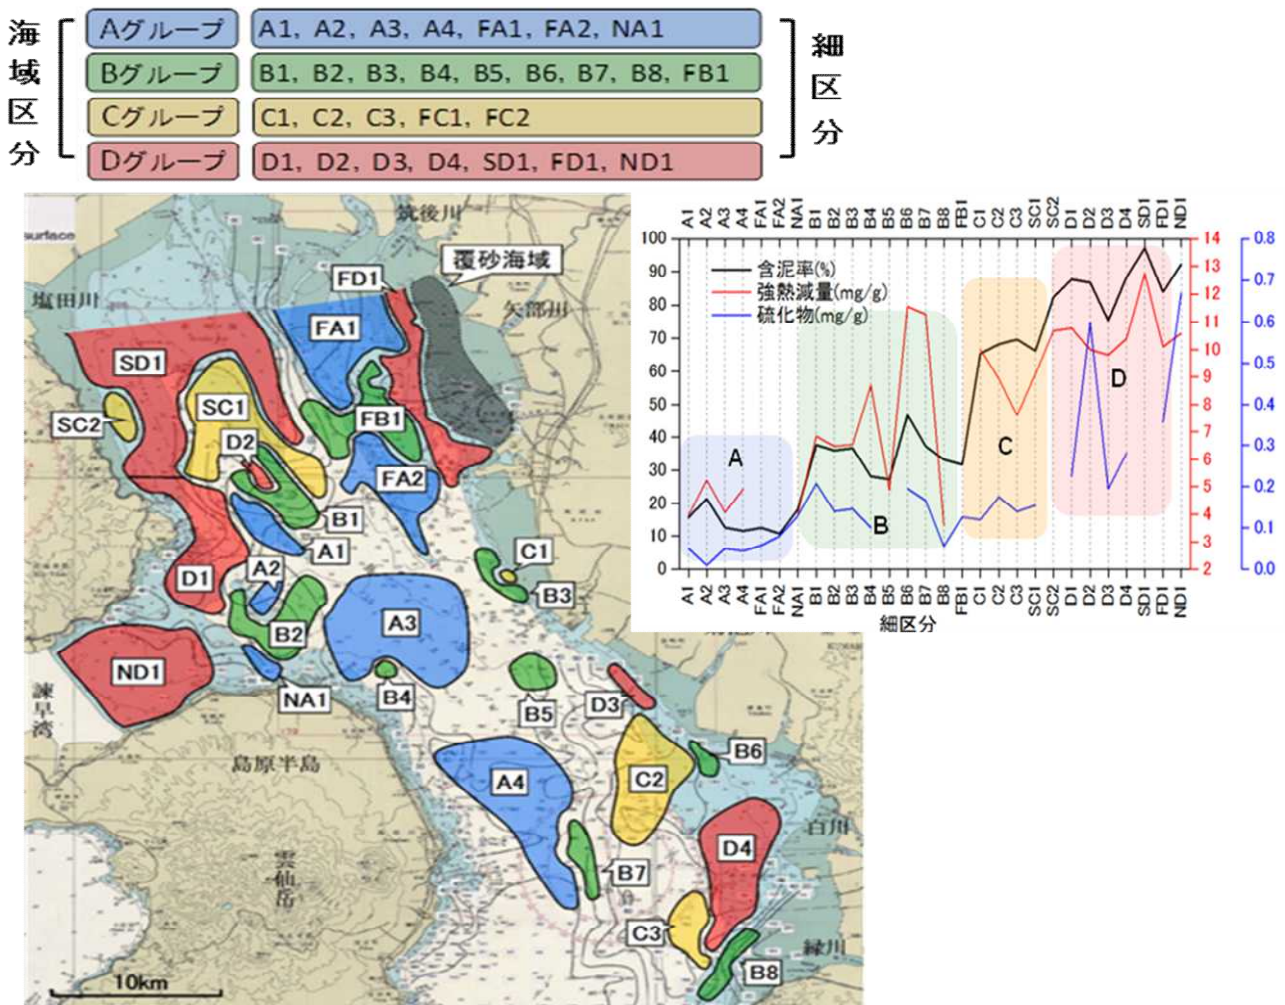 海域区分
Aグループ
A1, A2, A3, A4, FA1, FA2, NA1
Bグループ
B1, B2, B3, B4, B5, B6, B7, B8, FB1
Cグループ
C1, C2, C3, FC1, FC2
Dグループ
D1, D2, D3, D4, SD1, FD1, ND1
細区分
surface
筑後川
覆砂海域
FD1
塩田川
矢部川
FA1
SD1
SC1
SC2
FB1
D2
FA2
B1
A1
C1
A2
D1
B3
A3
B2
ND1
NA1
B4
B5
D3
諫早湾
島原半島
B6
A4
C2
白川
D4
雲仙岳
B7
C3
緑川
B8
10km
A1 A2 A3 A4 FA1 FA2 NA1 B1 B2 B3 B4 B5 B6 B7 B8 FB1 C1 C2 C3 SC1 SC2 D1 D2 D3 D4 SD1 FD1 ND1
100
90
80
70
60
50
40
30
20
10
0
含泥率(%)
強熱減量(mg/g)
硫化物(mg/g)
A
B
C
D
14
13
12
11
10
9
8
7
6
5
4
3
2
0.8
0.7
0.6
0.5
0.4
0.3
0.2
0.1
0.0
A1 A2 A3 A4 FA1 FA2 NA1 B1 B2 B3 B4 B5 B6 B7 B8 FB1 C1 C2 C3 SC1 SC2 D1 D2 D3 D4 SD1 FD1 ND1
細区分